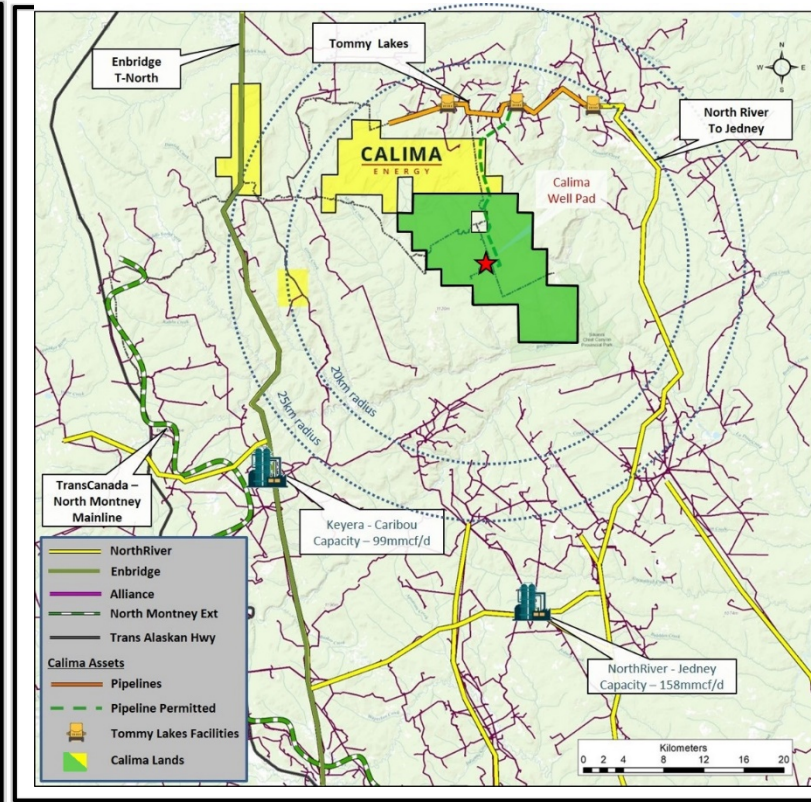 Enbridge
T-North
Tommy Lakes
N
W
E
S
North River
To Jedney
CALIMA
ENERGY
Calima
Well Pad
25km radius
20km radius
TransCanada –
North Montney
Mainline
Keyera - Caribou
Capacity – 99mmcf/d
NorthRiver - Jedney
Capacity – 158mmcf/d
NorthRiver
Enbridge
Alliance
North Montney Ext
Trans Alaskan Hwy
Calima Assets
Pipelines
Pipeline Permitted
Tommy Lakes Facilities
Calima Lands
Kilometers
0 2 4 8 12 16 20